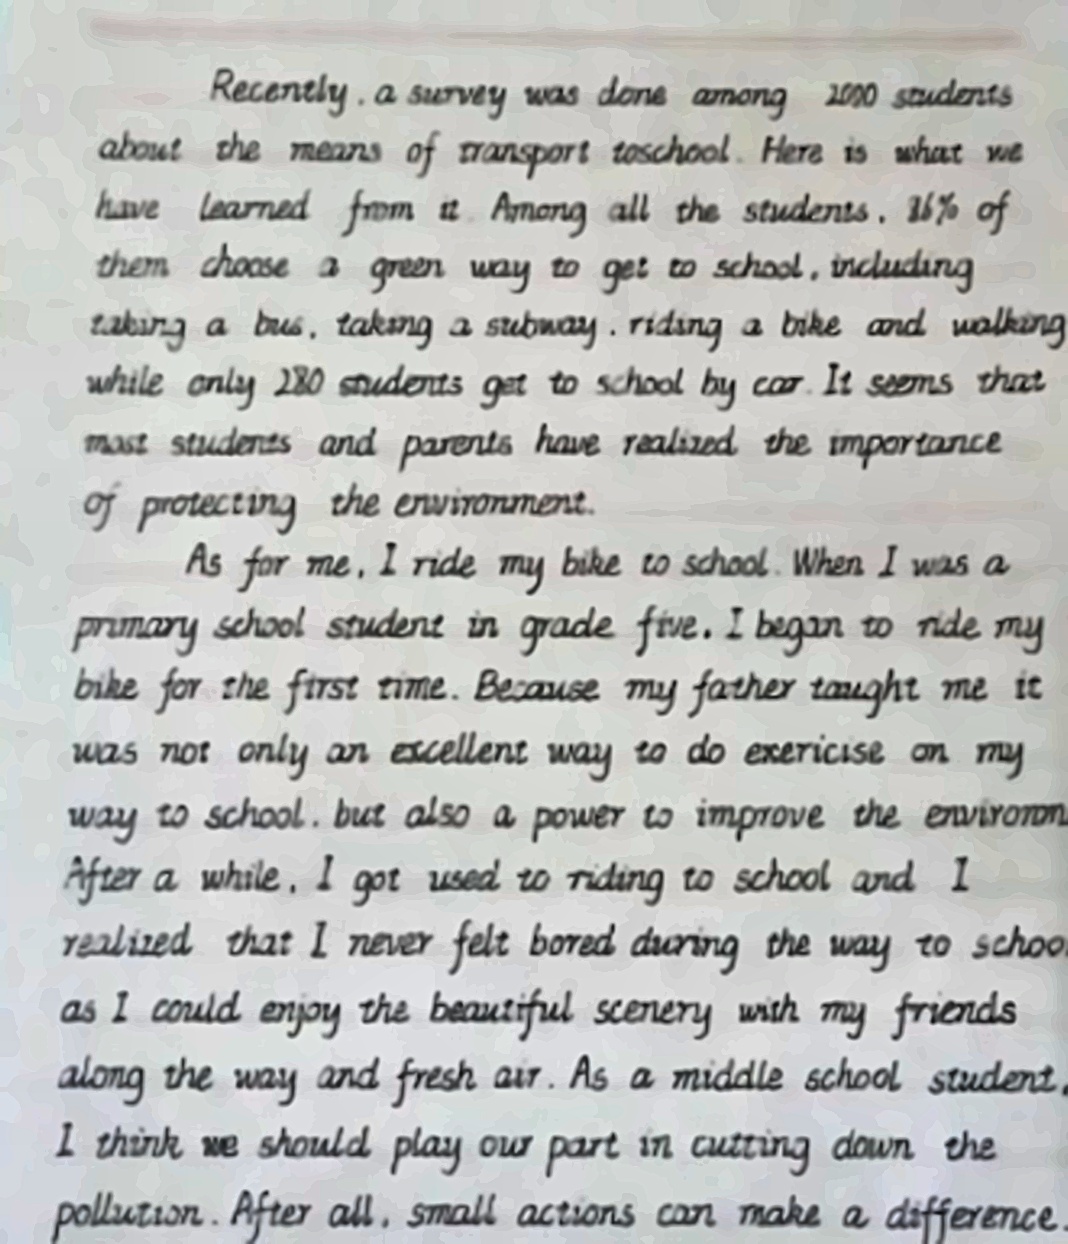 Recently, a survey was done among 2000 students
about the means of transport toschool. Here is what we
have learned from it. Among all the students, 86% of
them choose a green way to get to school, including
taking a bus, taking a subway, riding a bike and walking
while only 280 students get to school by car. It seems that
most students and parents have realized the importance
of protecting the environment.
As for me, I ride my bike to school. When I was a
primary school student in grade five, I began to ride my
bike for the first time. Because my father taught me it
was not only an excellent way to do exericise on my
way to school, but also a power to improve the environm
After a while, I got used to riding to school and I
realized that I never felt bored during the way to school
as I could enjoy the beautiful scenery with my friends
along the way and fresh air. As a middle school student,
I think we should play our part in cutting down the
pollution. After all, small actions can make a difference.